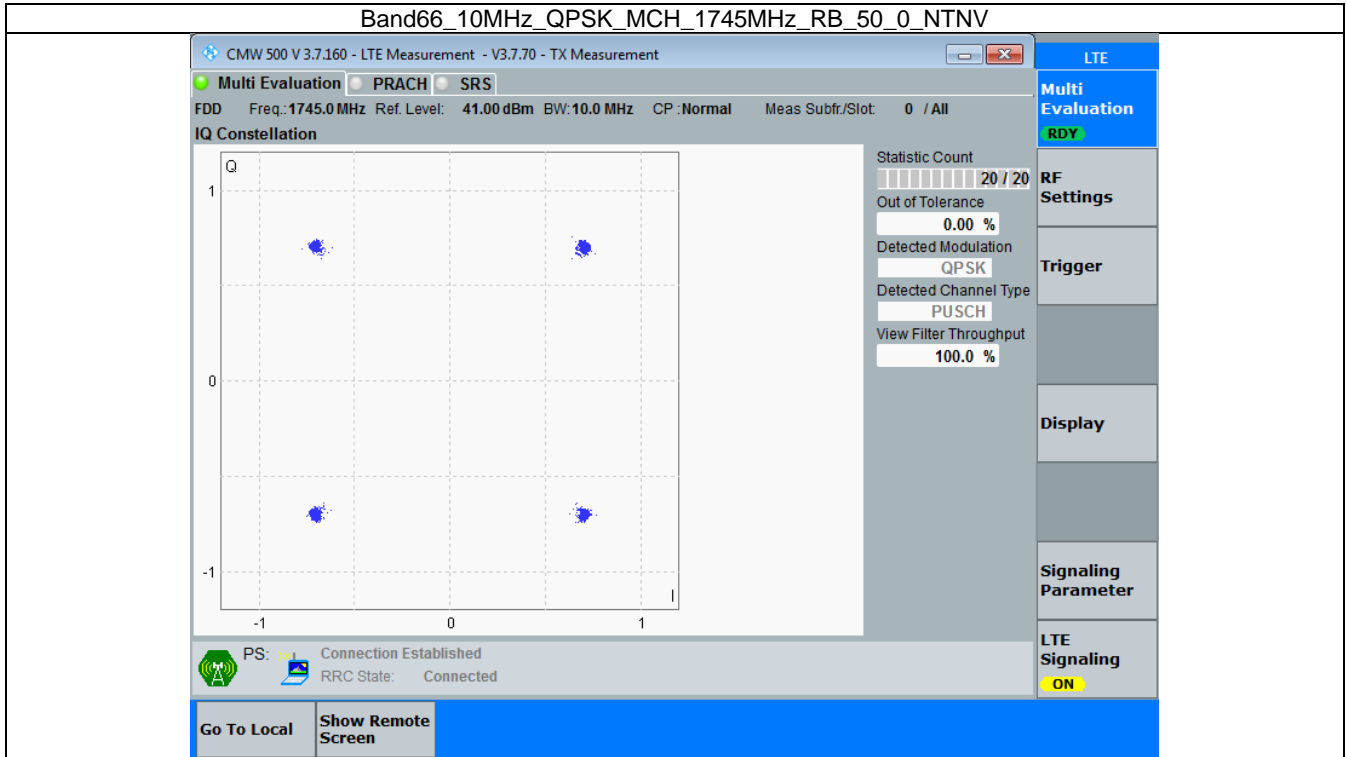 Band66_10MHz_QPSK_MCH_1745MHz_RB_50_0_NTNV
CMW 500 V 3.7.160 - LTE Measurement - V3.7.70 - TX Measurement
LTE
Multi Evaluation PRACH SRS
FDD Freq.:1745.0 MHz Ref. Level: 41.00 dBm BW:10.0 MHz CP :Normal Meas Subfr./Slot: 0 / All
IQ Constellation
Q
1
0
-1
I
-1 0 1
Statistic Count
20 / 20
Out of Tolerance
0.00 %
Detected Modulation
QPSK
Detected Channel Type
PUSCH
View Filter Throughput
100.0 %
Multi
Evaluation
RDY
RF
Settings
Trigger
Display
Signaling
Parameter
LTE
Signaling
ON
PS: Connection Established
RRC State: Connected
Go To Local
Show Remote
Screen